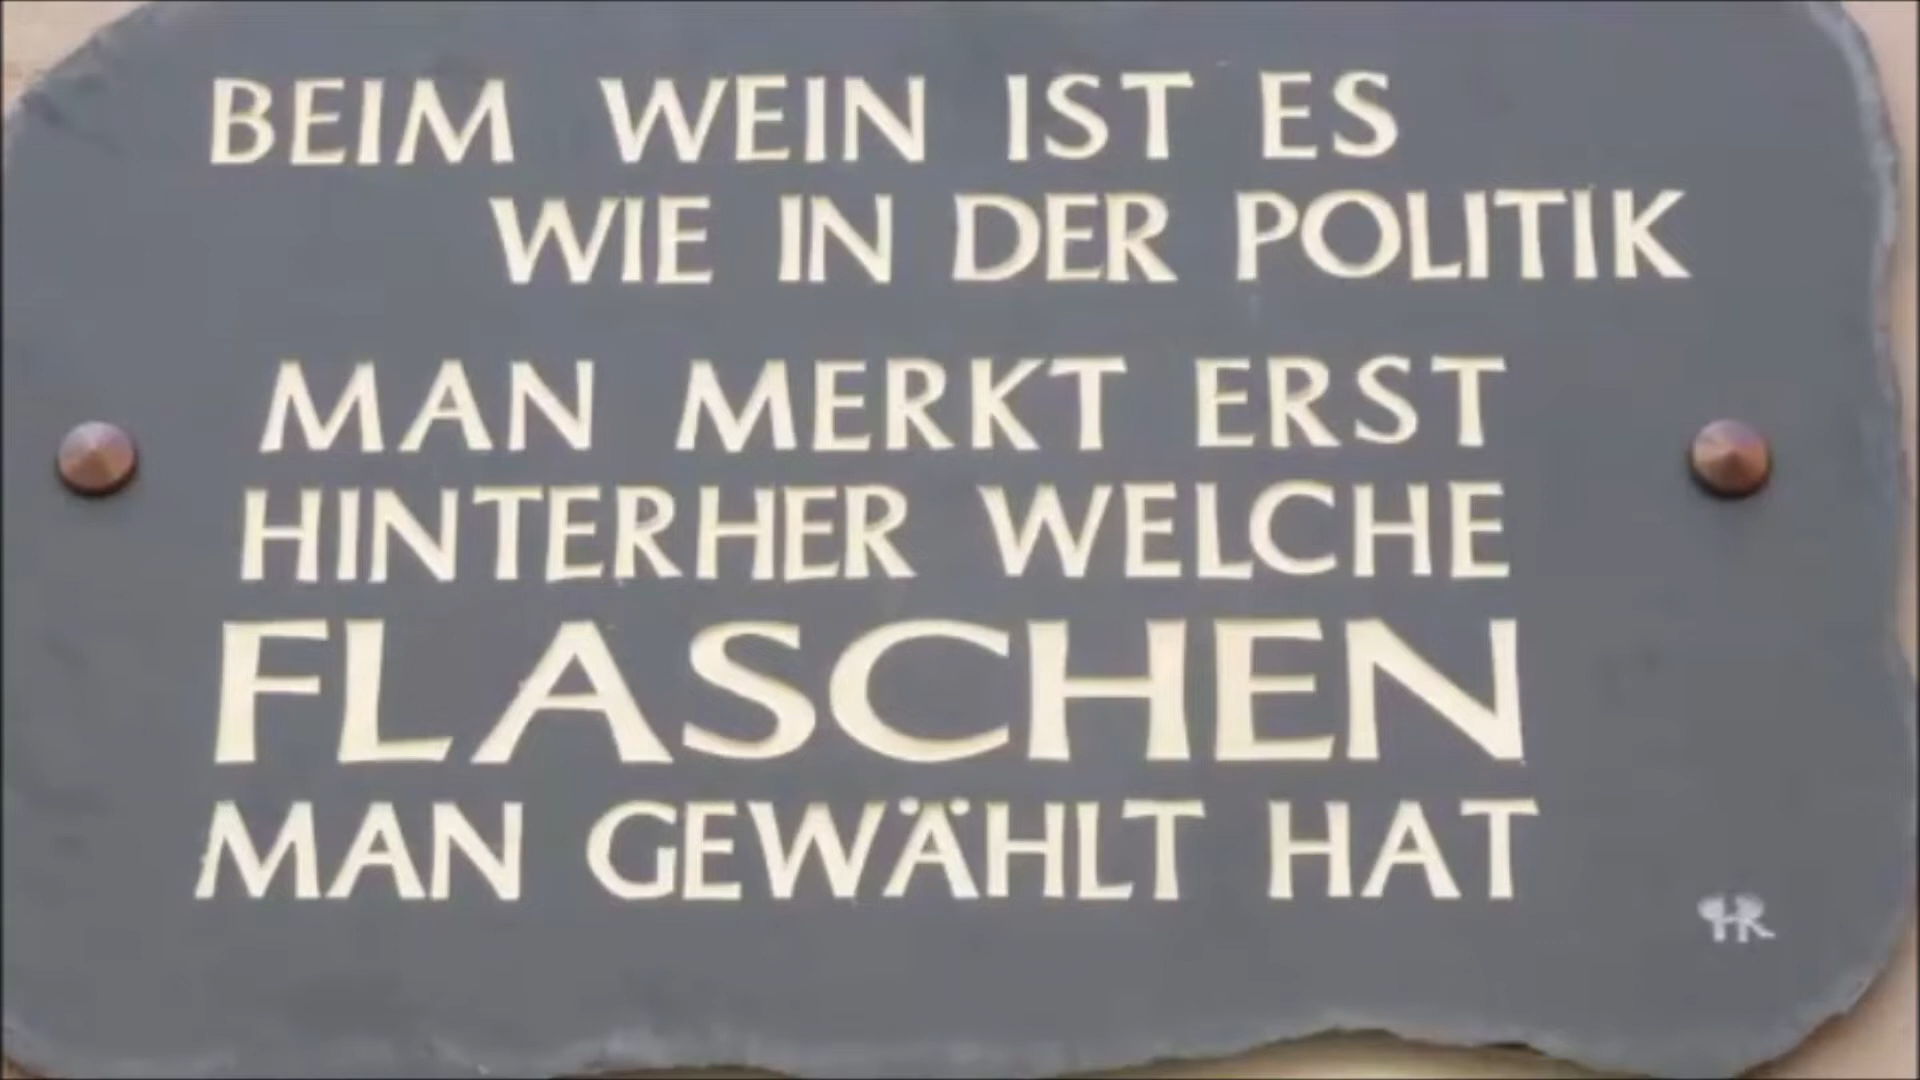 BEIM WEIN IST ES
WIE IN DER POLITIK
MAN MERKT ERST
HINTERHER WELCHE
FLASCHEN
MAN GEWÄHLT HAT